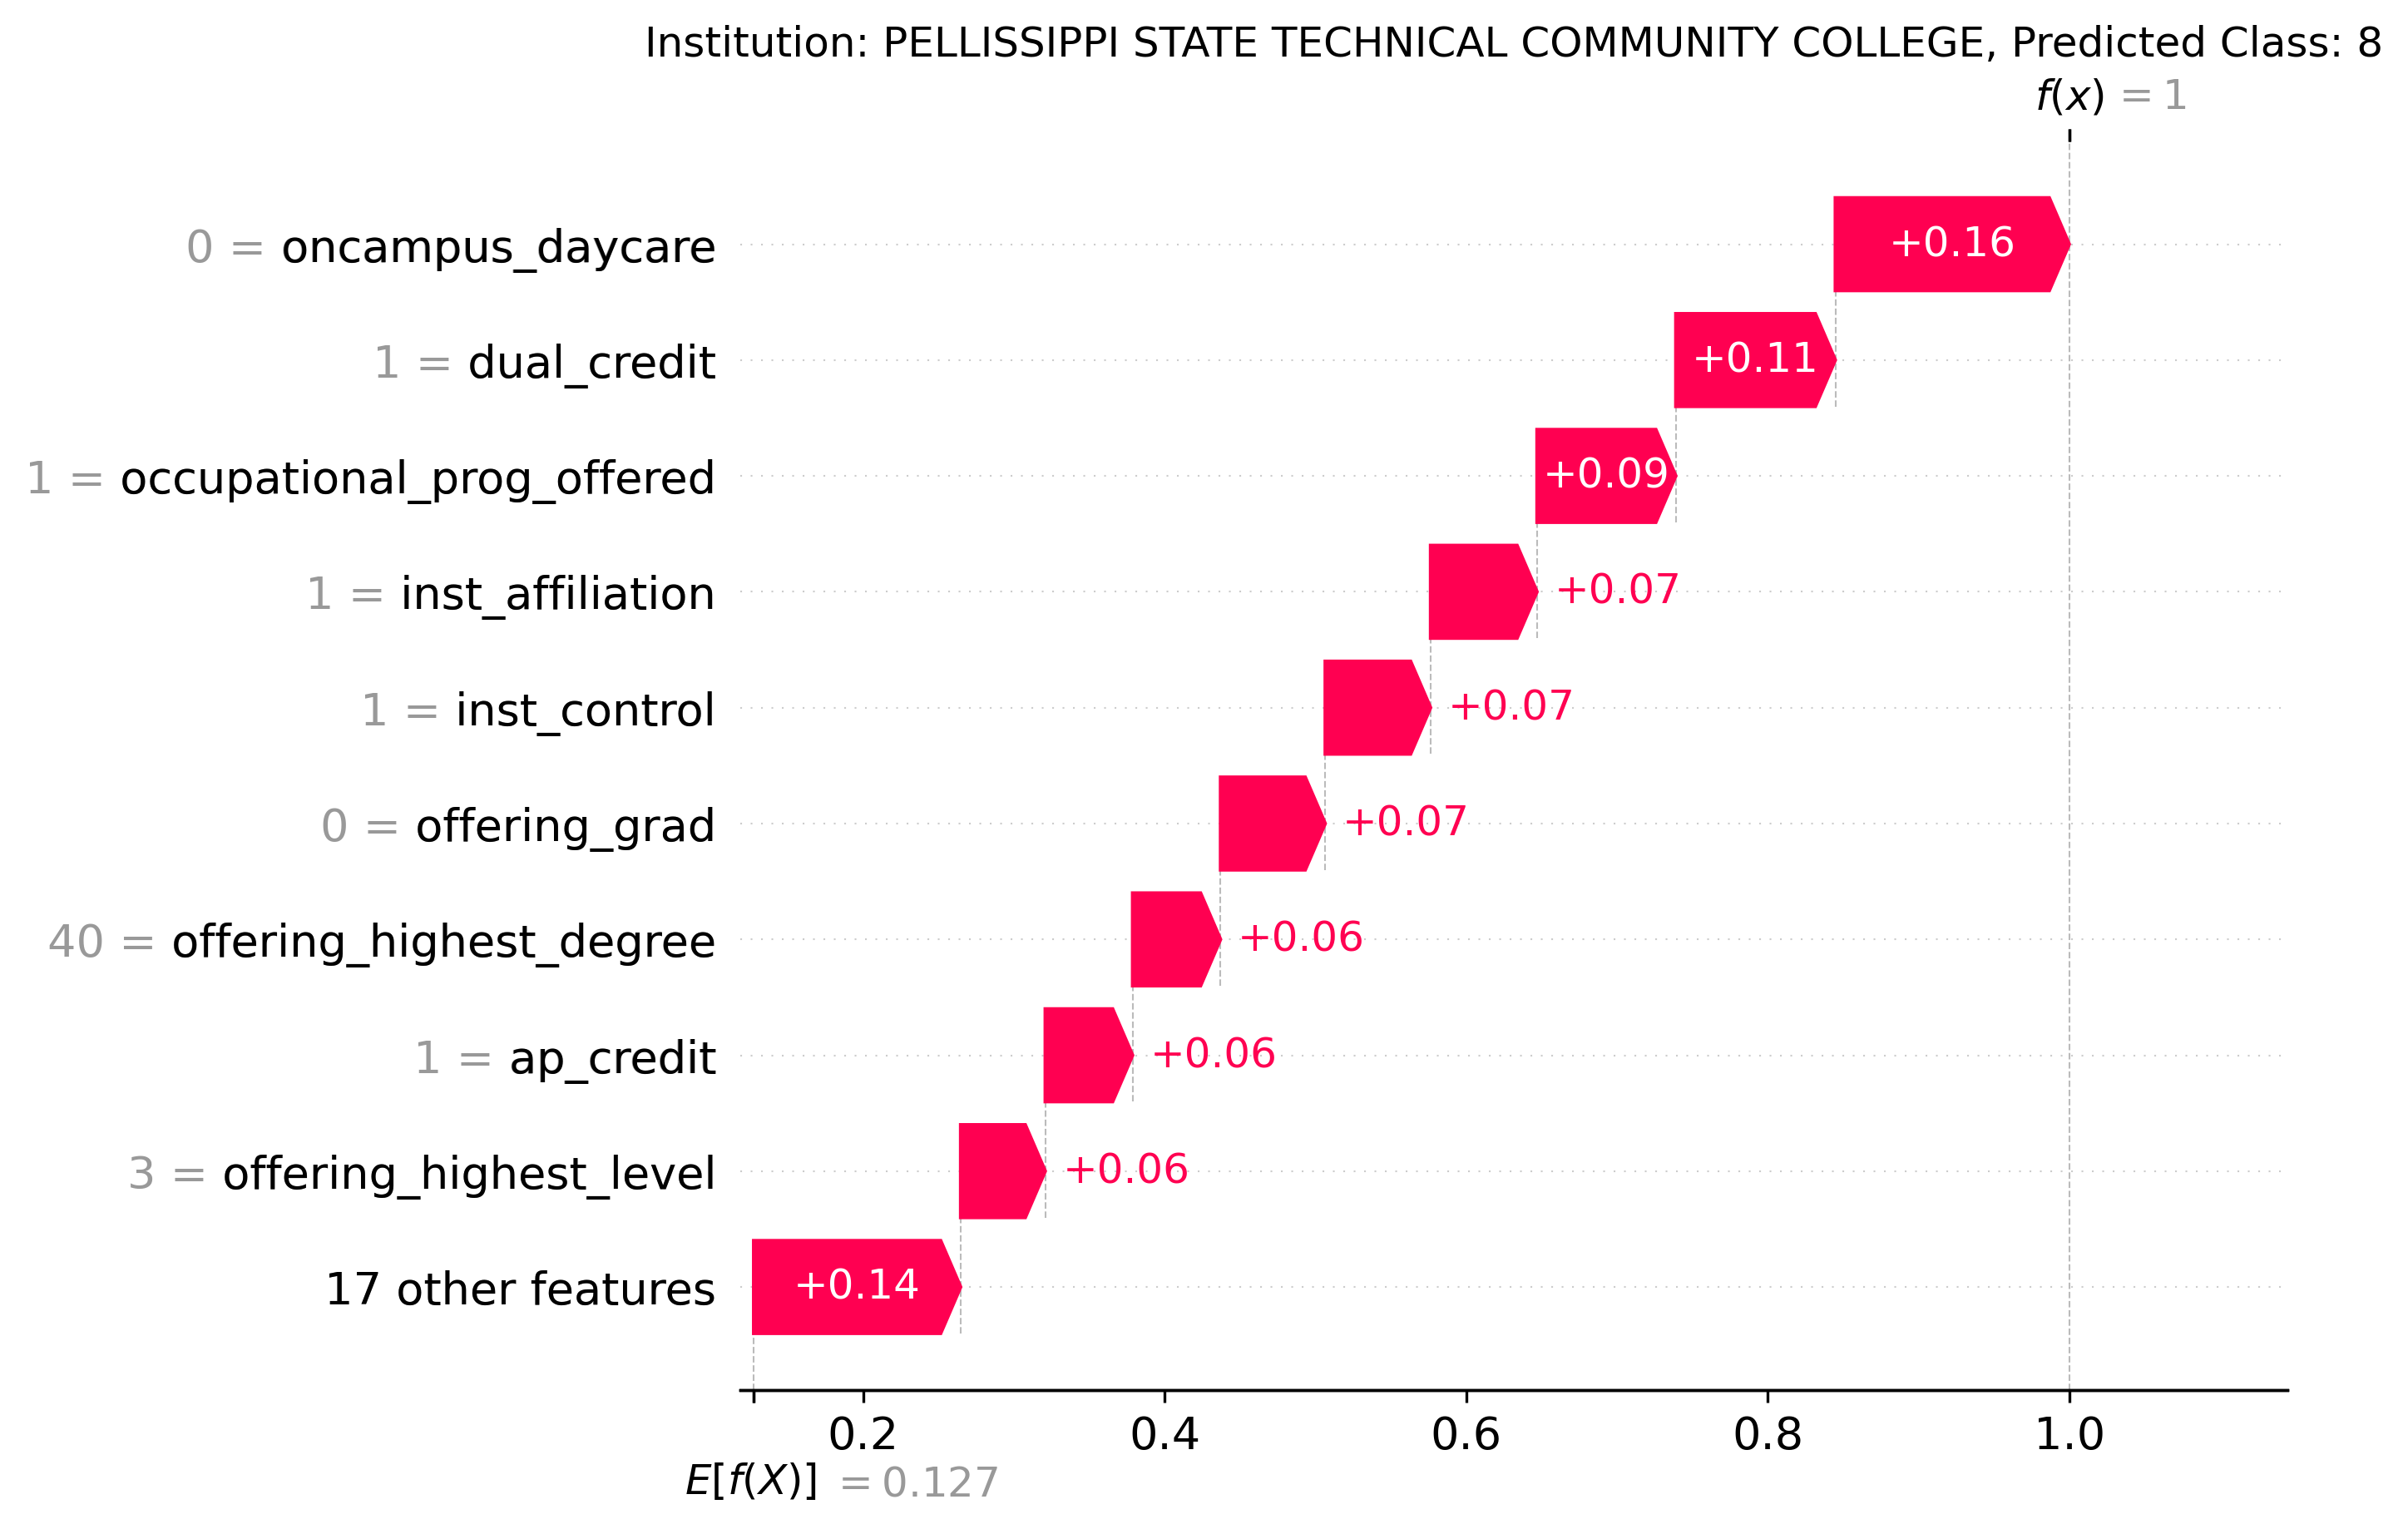 Institution: PELLISSIPPI STATE TECHNICAL COMMUNITY COLLEGE, Predicted Class: 8
f(x) = 1
0 = oncampus_daycare +0.16
1 = dual_credit +0.11
1 = occupational_prog_offered +0.09
1 = inst_affiliation +0.07
1 = inst_control +0.07
0 = offering_grad +0.07
40 = offering_highest_degree +0.06
1 = ap_credit +0.06
3 = offering_highest_level +0.06
17 other features +0.14
0.2 0.4 0.6 0.8 1.0
E[f(X)] = 0.127